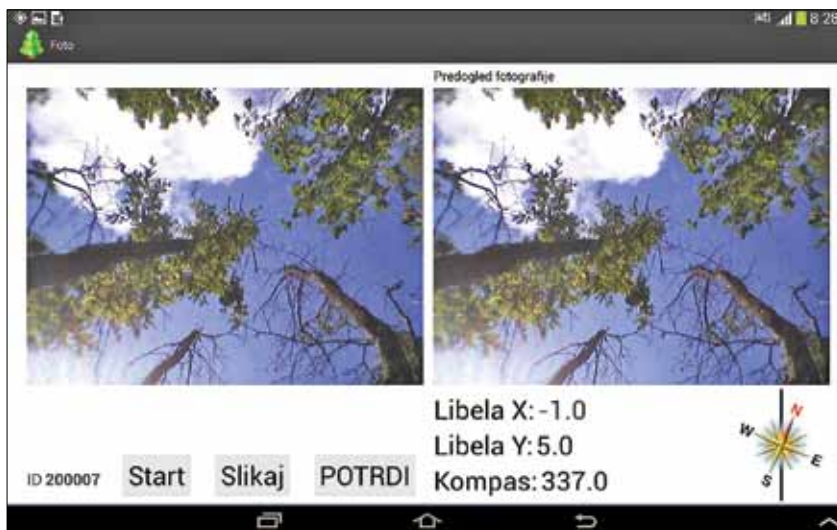 8:28
Foto
Predogled fotografije
Libela X: -1.0
Libela Y: 5.0
ID 200007 Start Slikaj POTRDI Kompas: 337.0
N
W
E
S